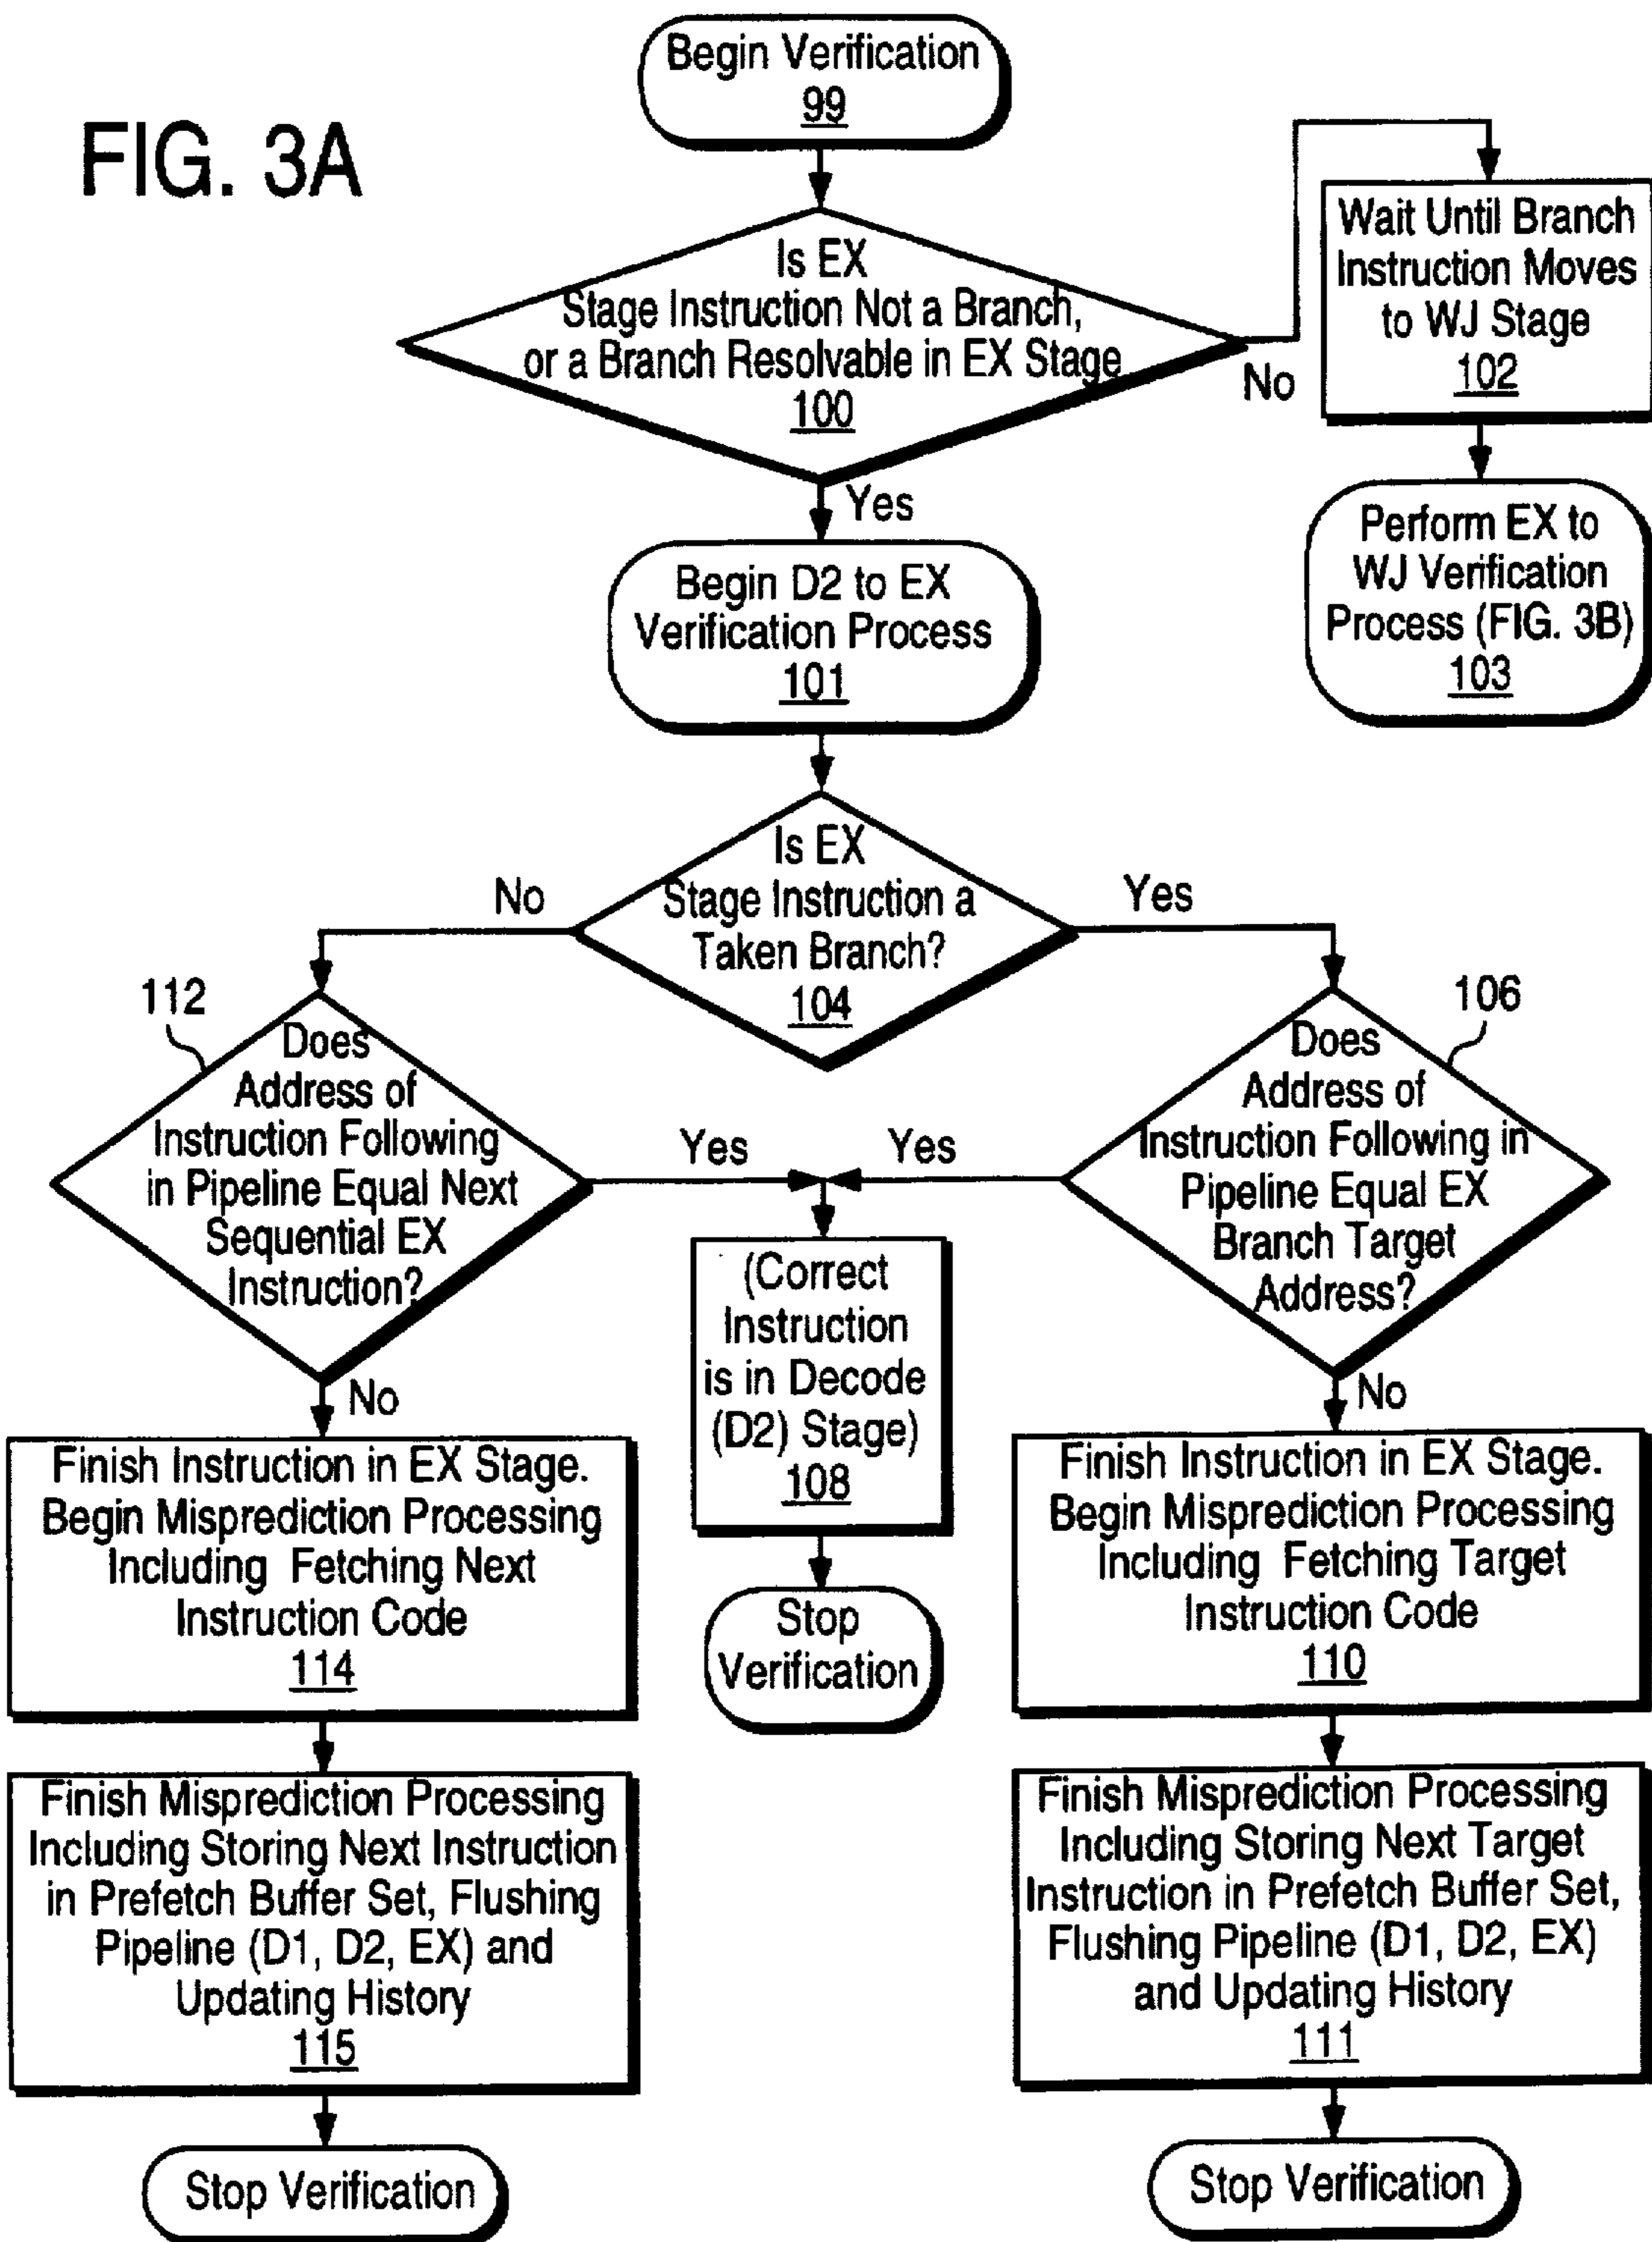 FIG. 3A
Begin Verification
99
Is EX
Stage Instruction Not a Branch,
or a Branch Resolvable in EX Stage
100
No
Wait Until Branch
Instruction Moves
to WJ Stage
102
Perform EX to
WJ Verification
Process (FIG. 3B)
103
Yes
Begin D2 to EX
Verification Process
101
Is EX
Stage Instruction a
Taken Branch?
104
No
Yes
112
Does
Address of
Instruction Following
in Pipeline Equal Next
Sequential EX
Instruction?
Yes
Yes
106
Does
Address of
Instruction Following in
Pipeline Equal EX
Branch Target
Address?
(Correct
Instruction
is in Decode
(D2) Stage)
108
Stop
Verification
No
Finish Instruction in EX Stage.
Begin Misprediction Processing
Including Fetching Next
Instruction Code
114
Finish Misprediction Processing
Including Storing Next Instruction
in Prefetch Buffer Set, Flushing
Pipeline (D1, D2, EX) and
Updating History
115
Stop Verification
No
Finish Instruction in EX Stage.
Begin Misprediction Processing
Including Fetching Target
Instruction Code
110
Finish Misprediction Processing
Including Storing Next Target
Instruction in Prefetch Buffer Set,
Flushing Pipeline (D1, D2, EX)
and Updating History
111
Stop Verification